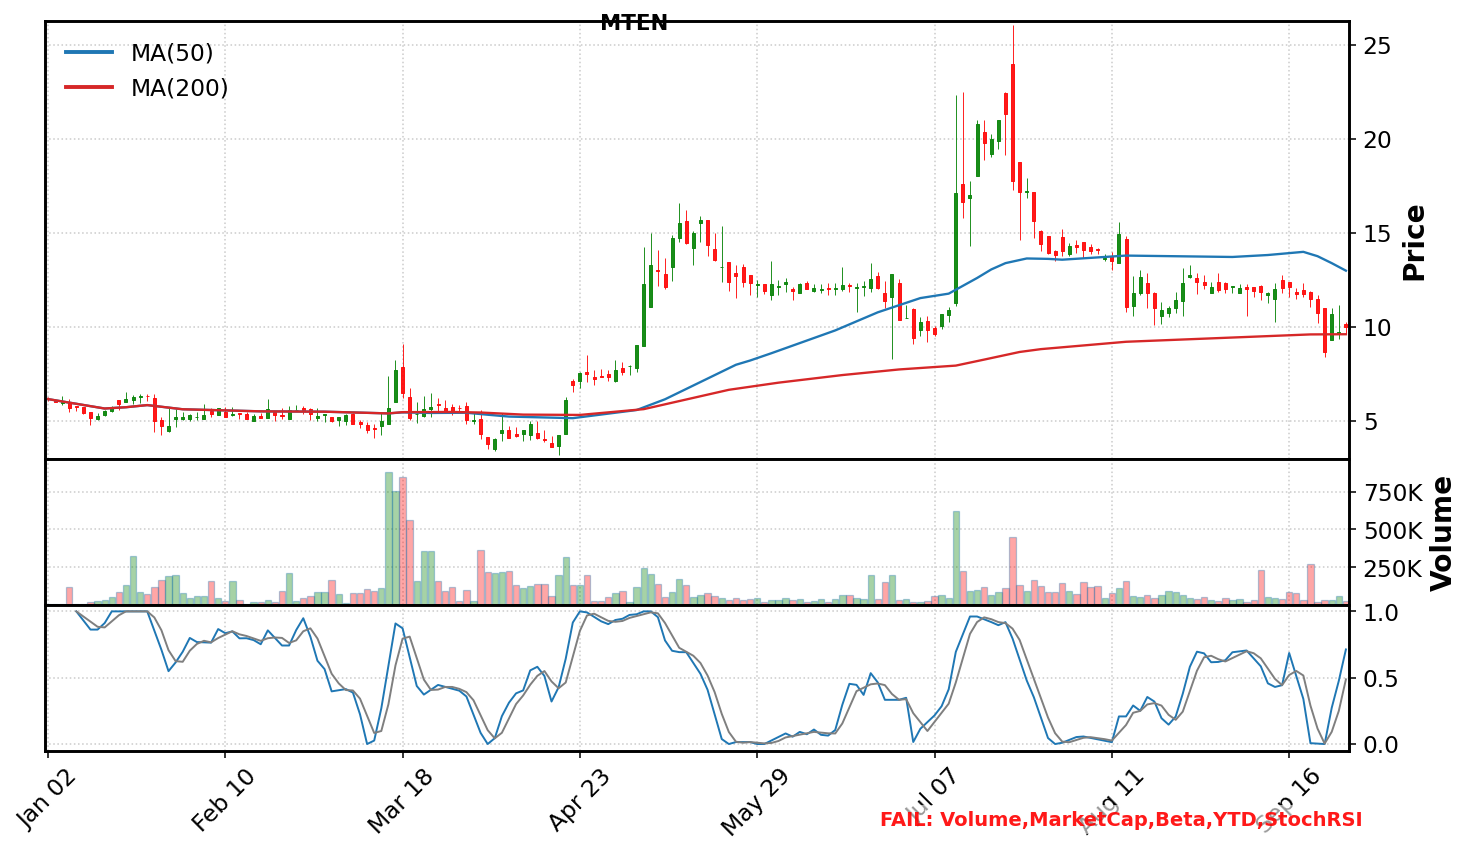 MTEN
MA(50)
MA(200)
25
20
15
10
5
Price
750K
500K
250K
Volume
1.0
0.5
0.0
Jan 02
Feb 10
Mar 18
Apr 23
May 29
Jul 07
Aug 11
Sep 16
FAIL: Volume,MarketCap,Beta,YTD,StochRSI